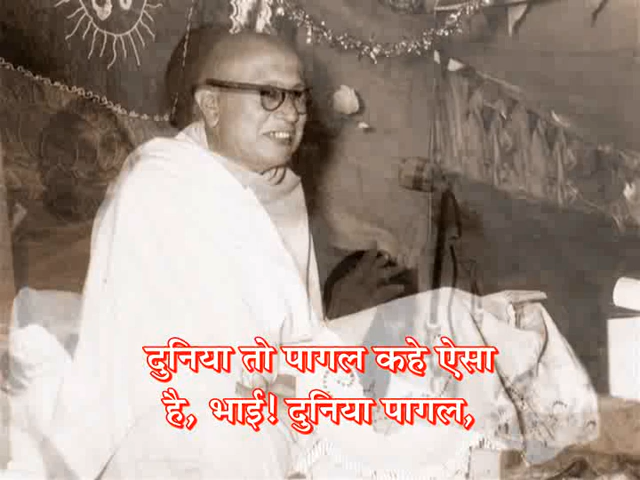 दुनिया तो पागल कहे ऐसा
है, भाई! दुनिया पागल,